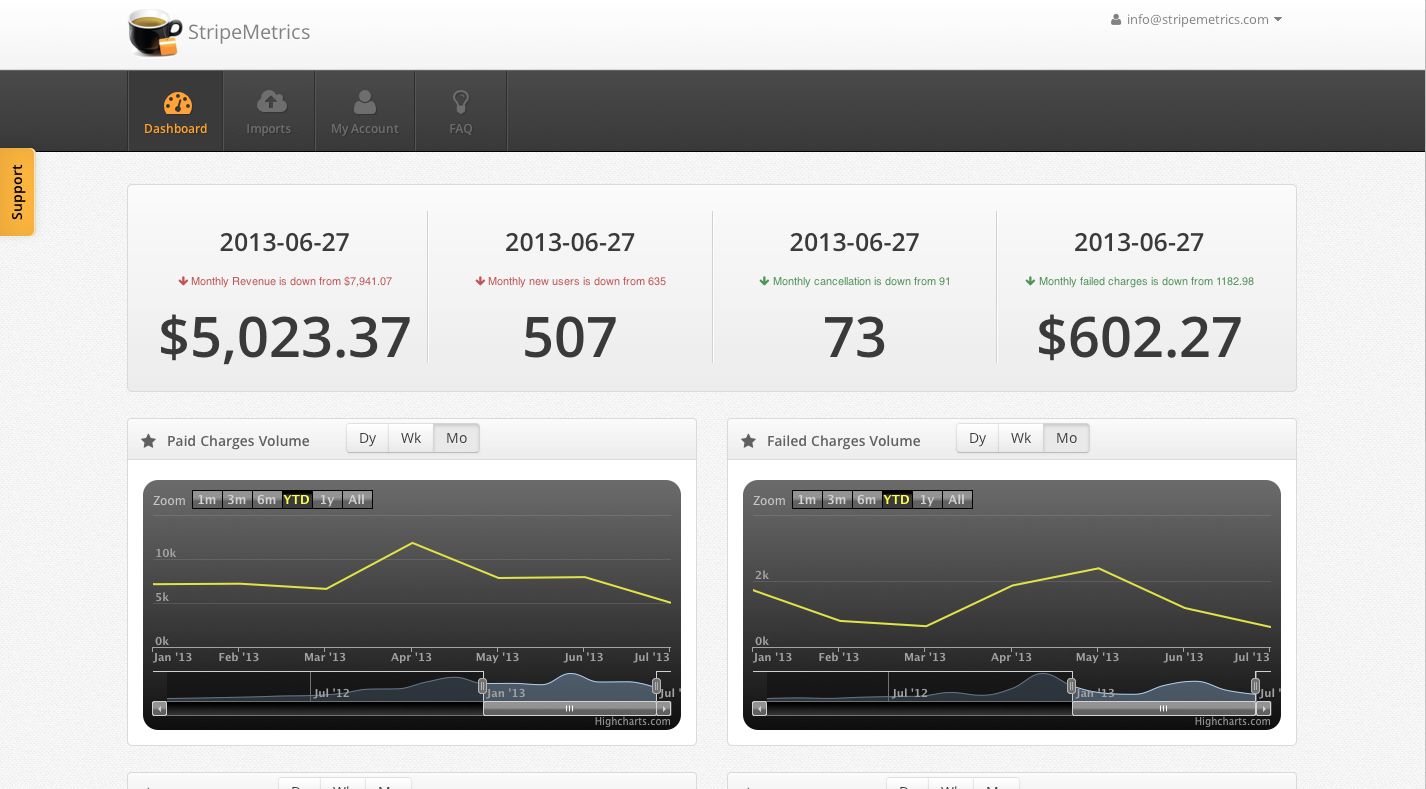 StripeMetrics
info@stripemetrics.com
Dashboard
Imports
My Account
FAQ
Support
2013-06-27
Monthly Revenue is down from $7,941.07
$5,023.37
2013-06-27
Monthly new users is down from 635
507
2013-06-27
Monthly cancellation is down from 91
73
2013-06-27
Monthly failed charges is down from 1182.98
$602.27
Paid Charges Volume
Dy Wk Mo
Zoom 1m 3m 6m YTD 1y All
10k
5k
0k
Jan '13 Feb '13 Mar '13 Apr '13 May '13 Jun '13 Jul '13
Jul '12 Jan '13 Jul '
Highcharts.com
Failed Charges Volume
Dy Wk Mo
Zoom 1m 3m 6m YTD 1y All
2k
0k
Jan '13 Feb '13 Mar '13 Apr '13 May '13 Jun '13 Jul '13
Jul '12 Jan '13 Jul '
Highcharts.com